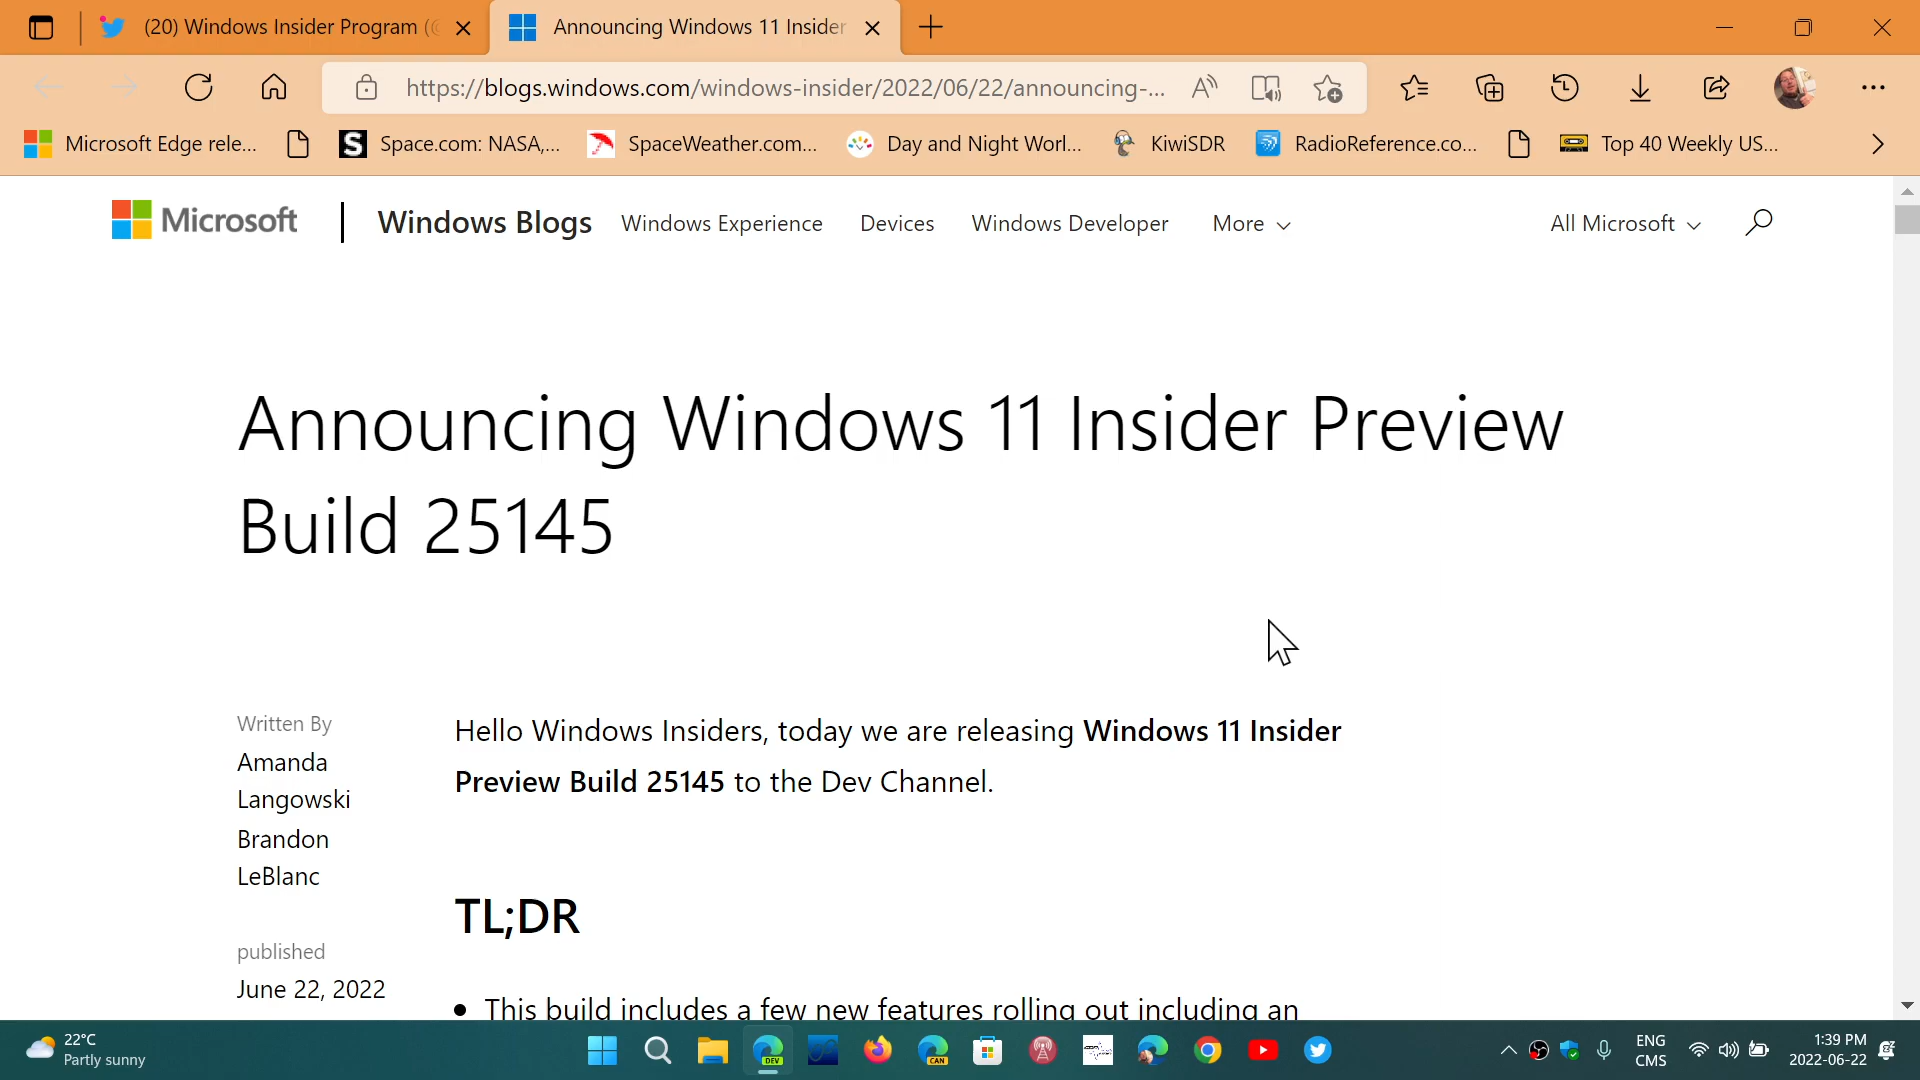 (20) Windows Insider Program (@
Announcing Windows 11 Insider
https://blogs.windows.com/windows-insider/2022/06/22/announcing-...
Microsoft Edge rele...
Space.com: NASA,...
SpaceWeather.com...
Day and Night Worl...
KiwiSDR
RadioReference.co...
Top 40 Weekly US...
Microsoft
Windows Blogs
Windows Experience
Devices
Windows Developer
More
All Microsoft
Announcing Windows 11 Insider Preview
Build 25145
Written By
Amanda
Langowski
Brandon
LeBlanc
published
June 22, 2022
Hello Windows Insiders, today we are releasing Windows 11 Insider
Preview Build 25145 to the Dev Channel.
TL;DR
• This build includes a few new features rolling out including an
22°C
Partly sunny
DEV
CAN
ENG
CMS
1:39 PM
2022-06-22